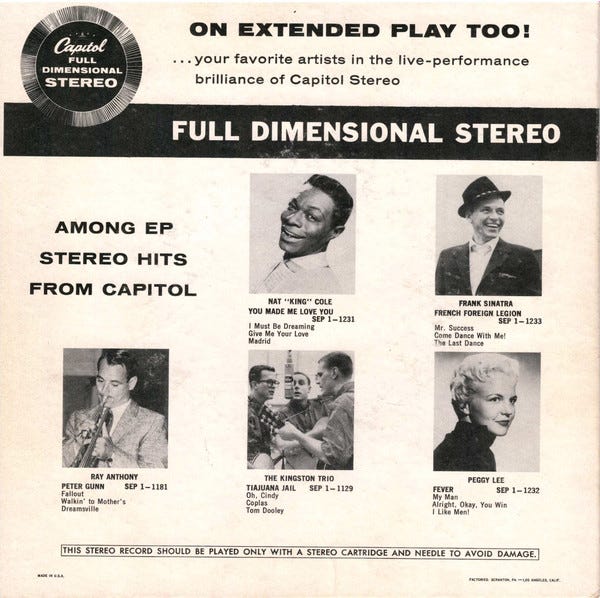 Capitol
FULL
DIMENSIONAL
STEREO
ON EXTENDED PLAY TOO!
...your favorite artists in the live-performance
brilliance of Capitol Stereo
FULL DIMENSIONAL STEREO
AMONG EP
STEREO HITS
FROM CAPITOL
NAT "KING" COLE
YOU MADE ME LOVE YOU
SEP 1-1231
I Must Be Dreaming
Give Me Your Love
Madrid
FRANK SINATRA
FRENCH FOREIGN LEGION
SEP 1-1233
Mr. Success
Come Dance With Me!
The Last Dance
RAY ANTHONY
PETER GUNN SEP 1-1181
Fallout
Walkin' to Mother's
Dreamsville
THE KINGSTON TRIO
TIAJUANA JAIL SEP 1-1129
Oh, Cindy
Coplas
Tom Dooley
PEGGY LEE
FEVER SEP 1-1232
My Man
Alright, Okay, You Win
I Like Men!
THIS STEREO RECORD SHOULD BE PLAYED ONLY WITH A STEREO CARTRIDGE AND NEEDLE TO AVOID DAMAGE.
MADE IN U.S.A.
FACTORIES: SCRANTON, PA. — LOS ANGELES, CALIF.